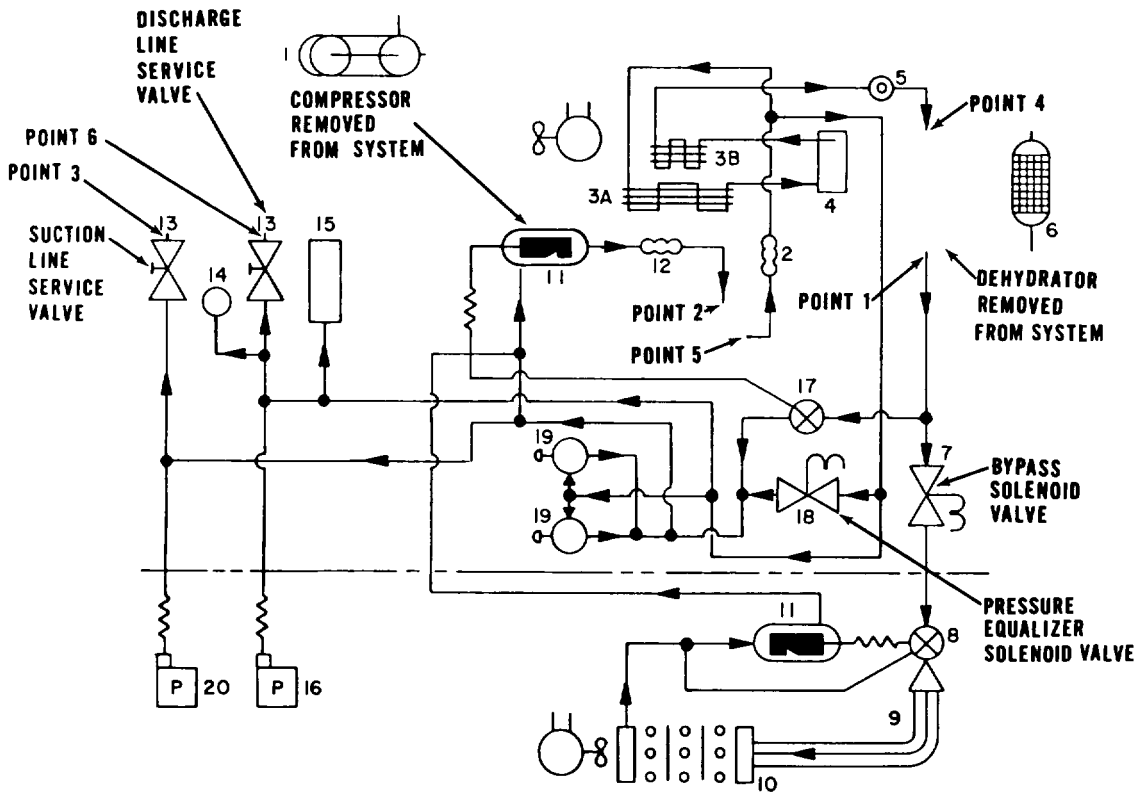 DISCHARGE
LINE
SERVICE
VALVE
1
COMPRESSOR
REMOVED
FROM SYSTEM
POINT 6
POINT 3
13
13
15
SUCTION
LINE
SERVICE
VALVE
14
5
POINT 4
3B
3A
4
6
11
12
2
POINT 2
POINT 5
POINT 1
DEHYDRATOR
REMOVED
FROM SYSTEM
17
19
19
18
7
BYPASS
SOLENOID
VALVE
PRESSURE
EQUALIZER
SOLENOID VALVE
11
8
P 20
P 16
9
10